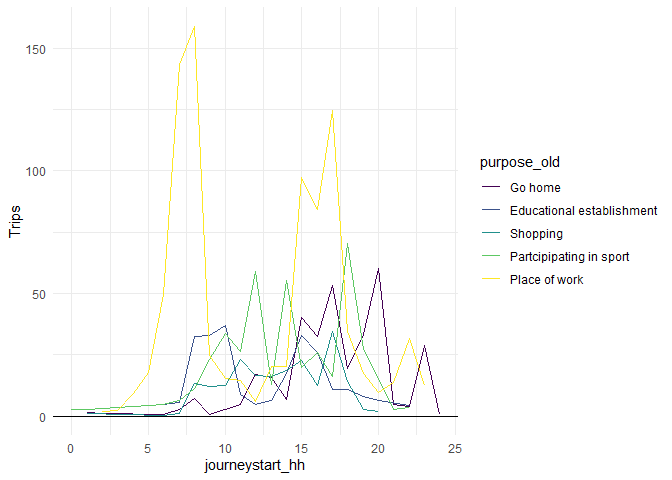 150
100
50
0
Trips
0
5
10
15
20
25
journeystart_hh
purpose_old
Go home
Educational establishment
Shopping
Partcipipating in sport
Place of work